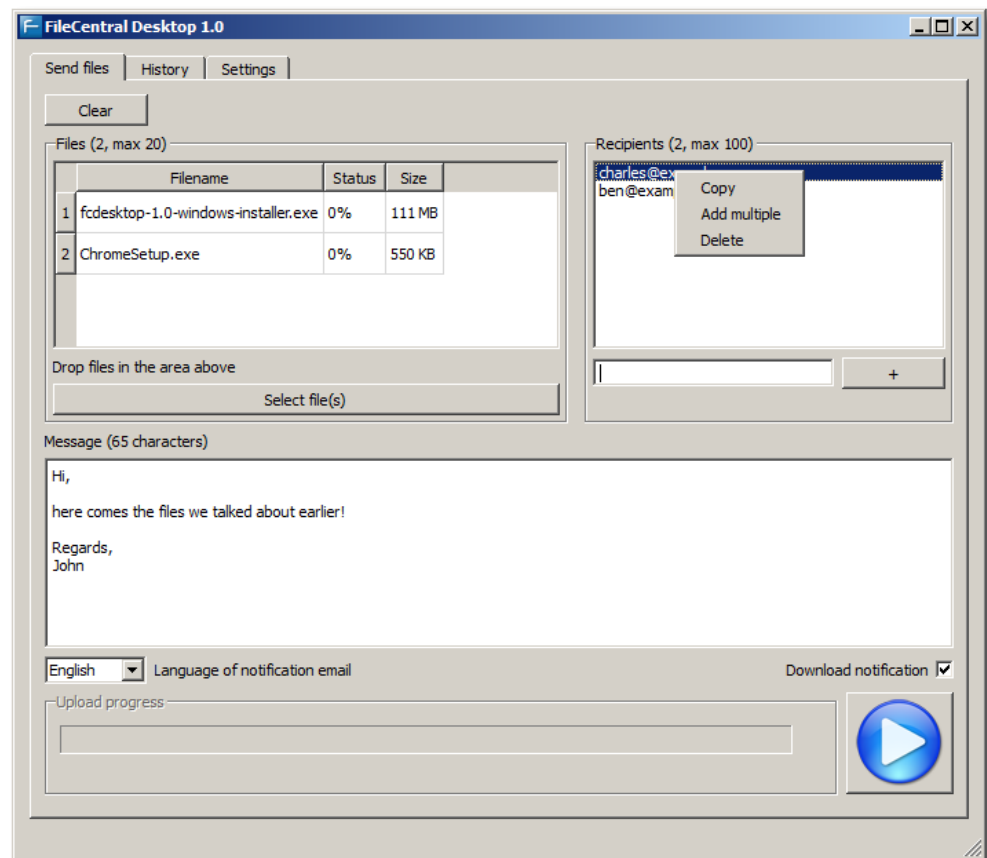 FileCentral Desktop 1.0
Send files History Settings
Clear
Files (2, max 20)
Filename Status Size
1 fcdesktop-1.0-windows-installer.exe 0% 111 MB
2 ChromeSetup.exe 0% 550 KB
Drop files in the area above
Select file(s)
Recipients (2, max 100)
ben@exam
Copy
Add multiple
Delete
+
Message (65 characters)
Hi,
here comes the files we talked about earlier!
Regards,
John
English Language of notification email
Download notification
Upload progress